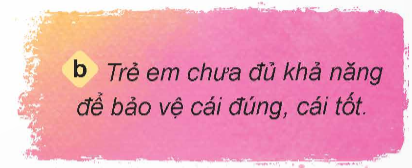 b Trẻ em chưa đủ khả năng
để bảo vệ cái đúng, cái tốt.